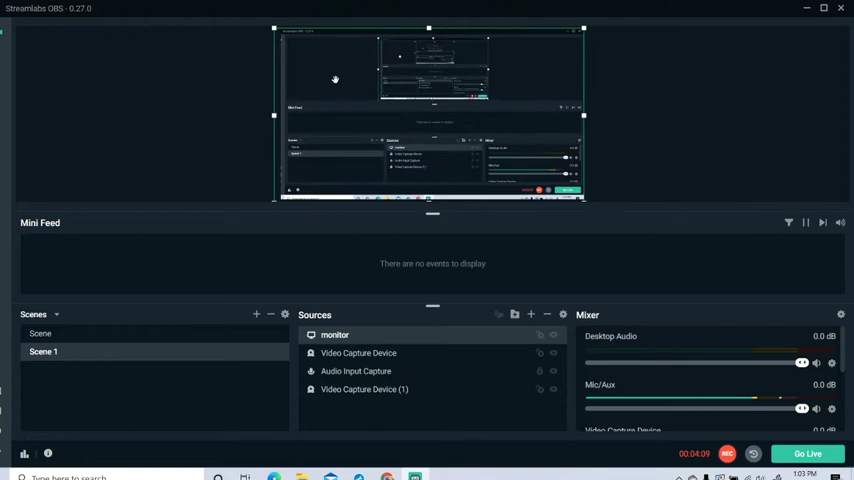 Streamlabs OBS - 0.27.0
Mini Feed
There are no events to display
Scenes
Scene
Scene 1
Sources
monitor
Video Capture Device
Audio Input Capture
Video Capture Device (1)
Mixer
Desktop Audio 0.0 dB
Mic/Aux 0.0 dB
Video Capture Device
00:04:09 REC Go Live
Type here to search
1:03 PM